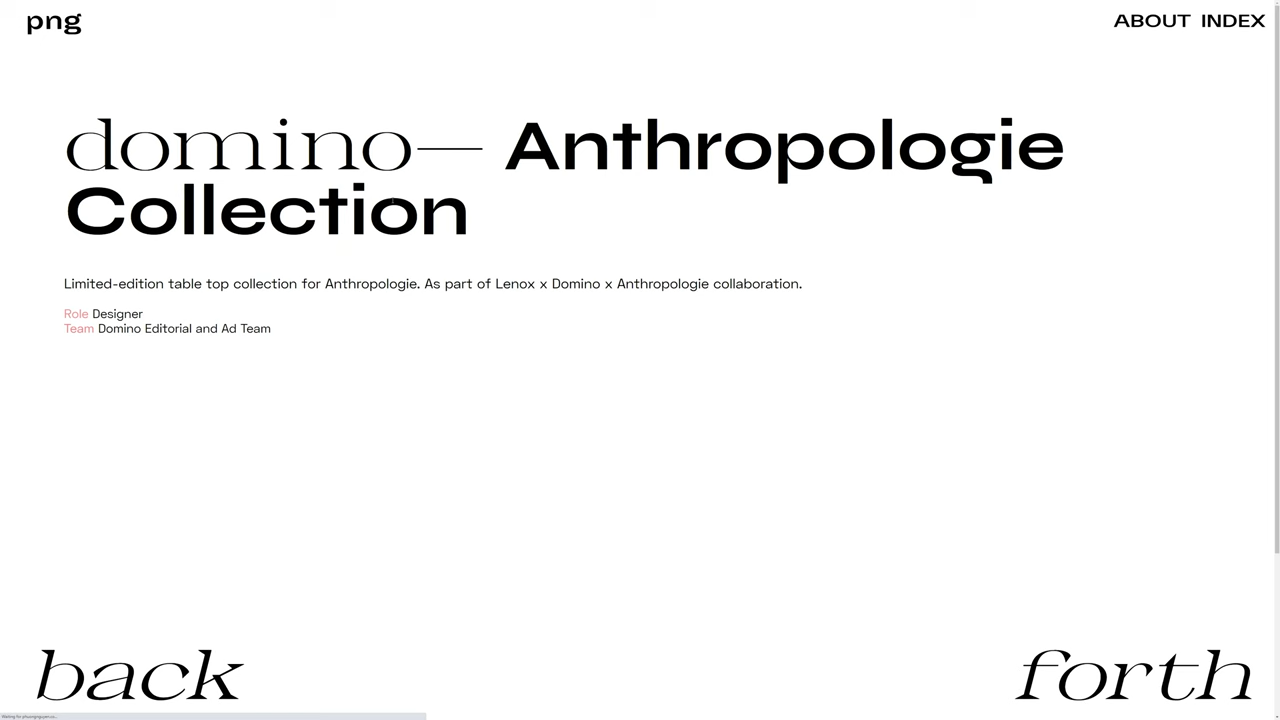 png
ABOUT INDEX
domino— Anthropologie
Collection
Limited-edition table top collection for Anthropologie. As part of Lenox x Domino x Anthropologie collaboration.
Role Designer
Team Domino Editorial and Ad Team
back
forth